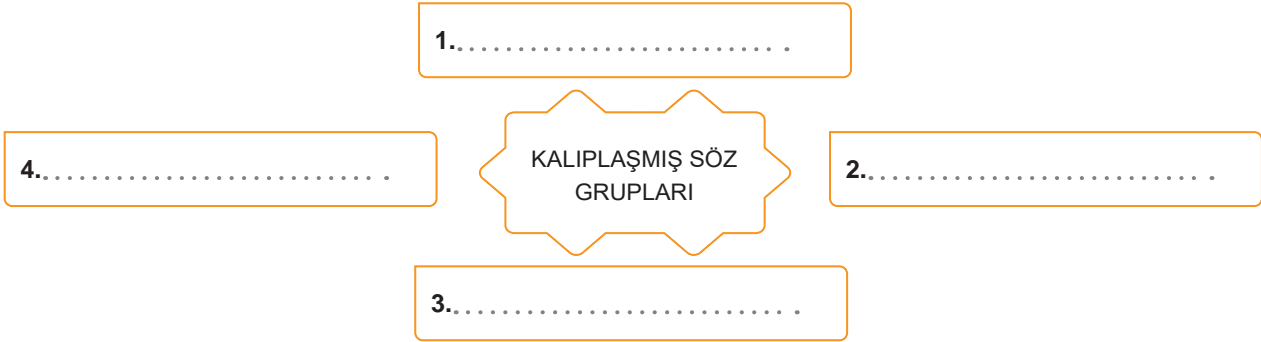 1.. . . . . . . . . . . . . . . . . . . . . . . . . . .
4.. . . . . . . . . . . . . . . . . . . . . . . . . . . .
KALIPLAŞMIŞ SÖZ
GRUPLARI
2.. . . . . . . . . . . . . . . . . . . . . . . . . . . .
3.. . . . . . . . . . . . . . . . . . . . . . . . . . . .